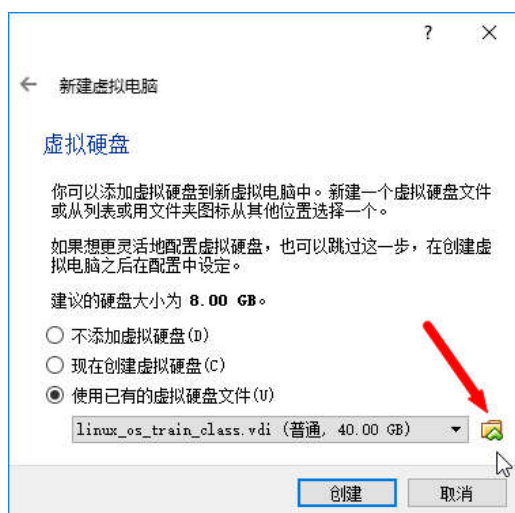 ?
新建虚拟电脑
虚拟硬盘
你可以添加虚拟硬盘到新虚拟电脑中。新建一个虚拟硬盘文件
或从列表或用文件夹图标从其他位置选择一个。
如果想更灵活地配置虚拟硬盘，也可以跳过这一步，在创建虚
拟电脑之后在配置中设定。
建议的硬盘大小为 8.00 GB。
不添加虚拟硬盘(D)
现在创建虚拟硬盘(C)
使用已有的虚拟硬盘文件(U)
linux_os_train_class.vdi (普通, 40.00 GB)
创建
取消